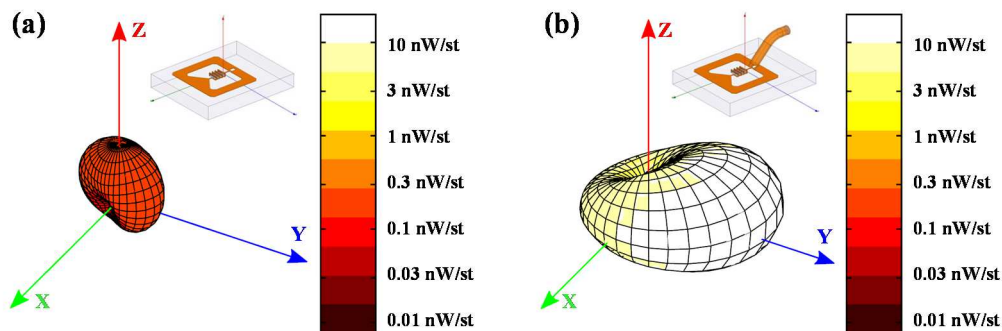 (a)
Z
X
Y
10 nW/st
3 nW/st
1 nW/st
0.3 nW/st
0.1 nW/st
0.03 nW/st
0.01 nW/st
(b)
Z
X
Y
10 nW/st
3 nW/st
1 nW/st
0.3 nW/st
0.1 nW/st
0.03 nW/st
0.01 nW/st